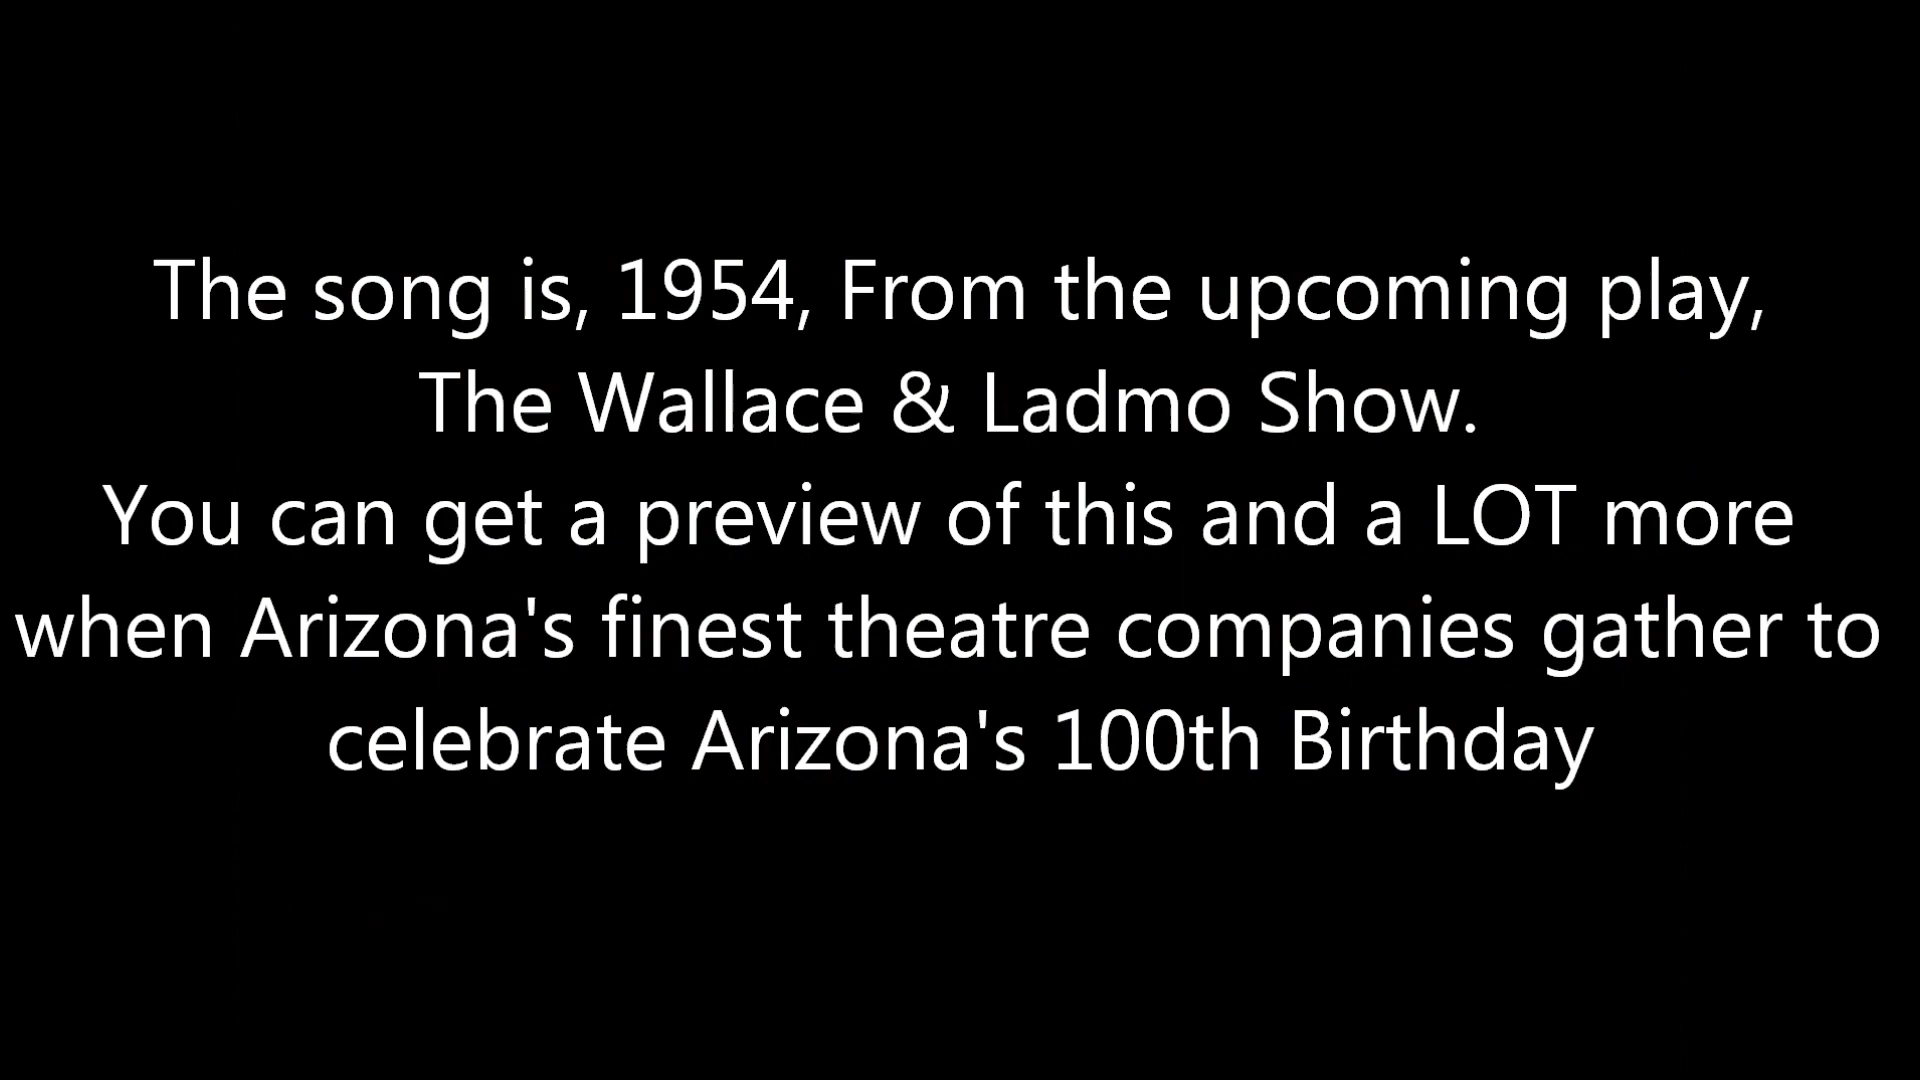 The song is, 1954, From the upcoming play,
The Wallace & Ladmo Show.
You can get a preview of this and a LOT more
when Arizona's finest theatre companies gather to
celebrate Arizona's 100th Birthday